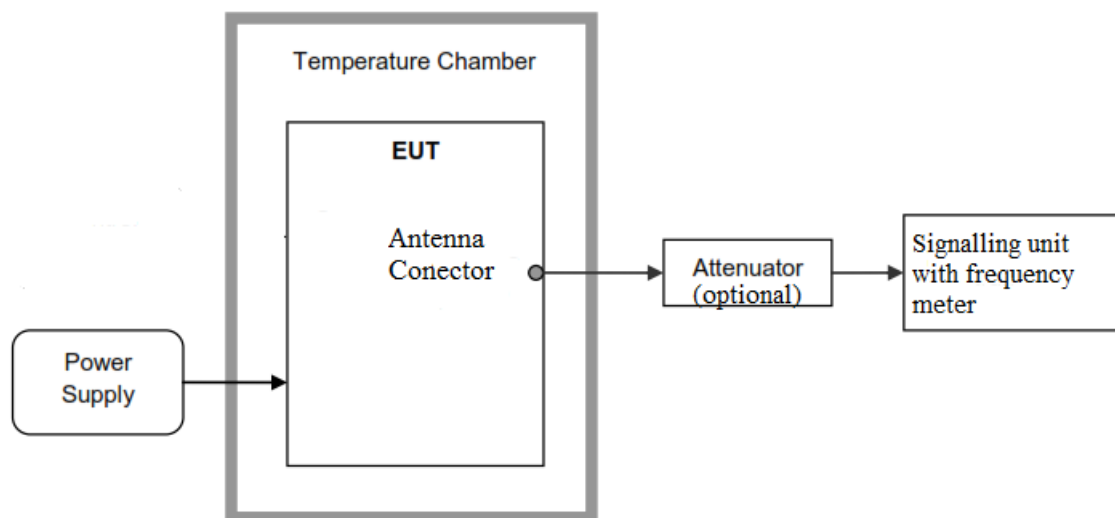 Temperature Chamber
EUT
Antenna
Conector
Attenuator
(optional)
Signalling unit
with frequency
meter
Power
Supply